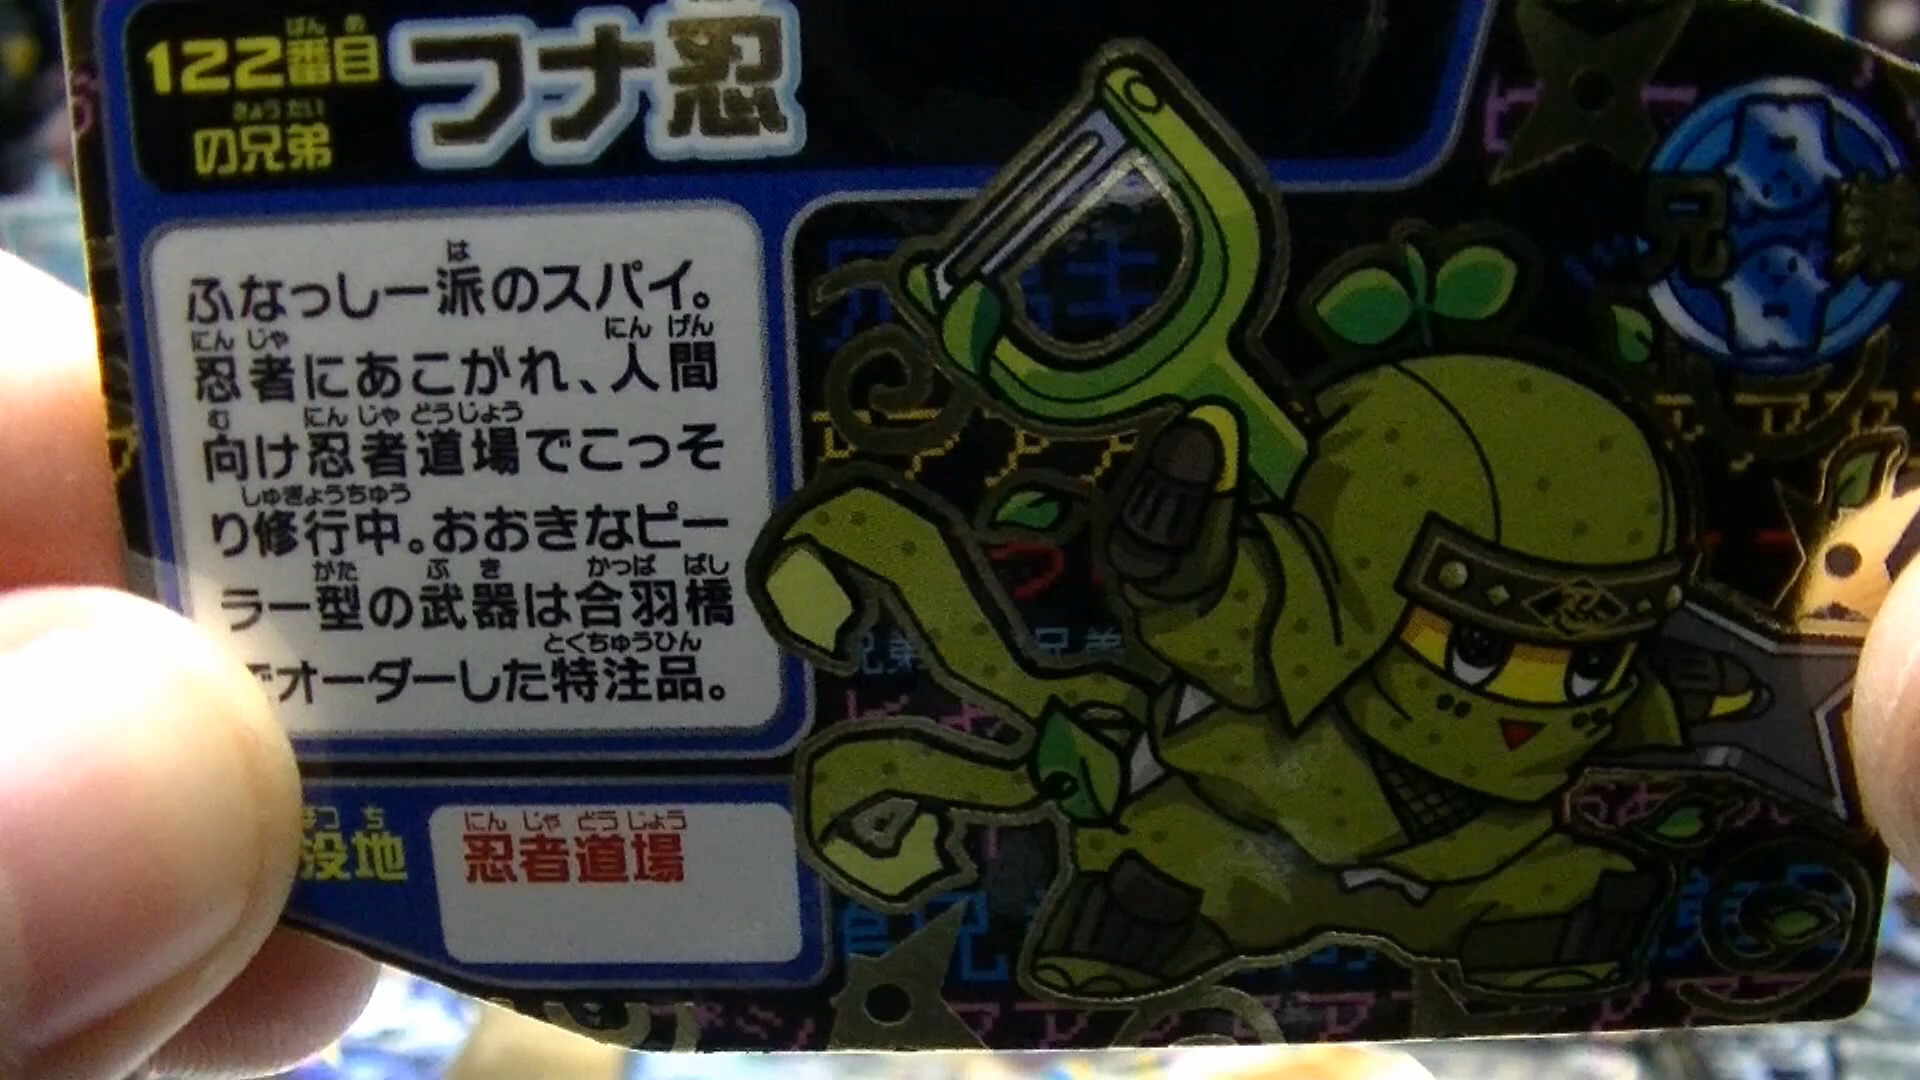 122番目
の兄弟
フナ忍
ふなっしー派のスパイ。
忍者にあこがれ、人間
向け忍者道場でこっそ
り修行中。おおきなピー
ラー型の武器は合羽橋
でオーダーした特注品。
没地
忍者道場
兄弟